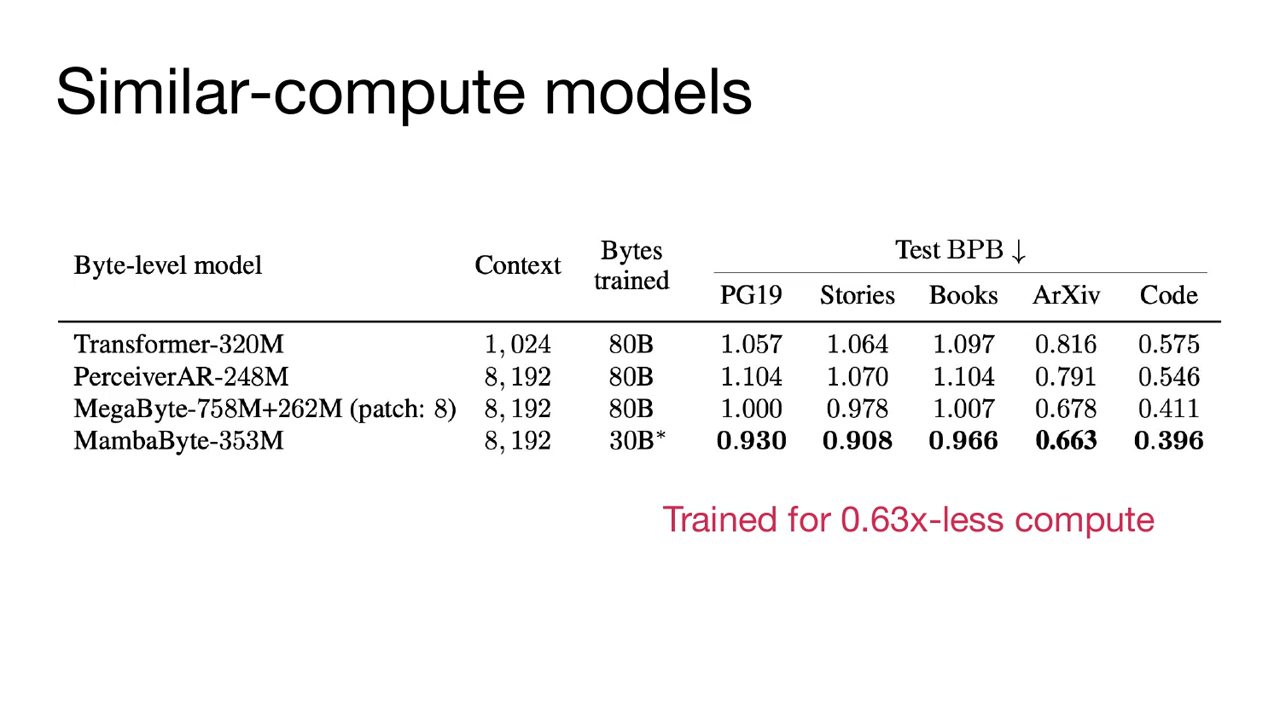 Similar-compute models
Byte-level model Context Bytes trained Test BPB ↓
PG19 Stories Books ArXiv Code
Transformer-320M 1,024 80B 1.057 1.064 1.097 0.816 0.575
PerceiverAR-248M 8,192 80B 1.104 1.070 1.104 0.791 0.546
MegaByte-758M+262M (patch: 8) 8,192 80B 1.000 0.978 1.007 0.678 0.411
MambaByte-353M 8,192 30B* 0.930 0.908 0.966 0.663 0.396
Trained for 0.63x-less compute